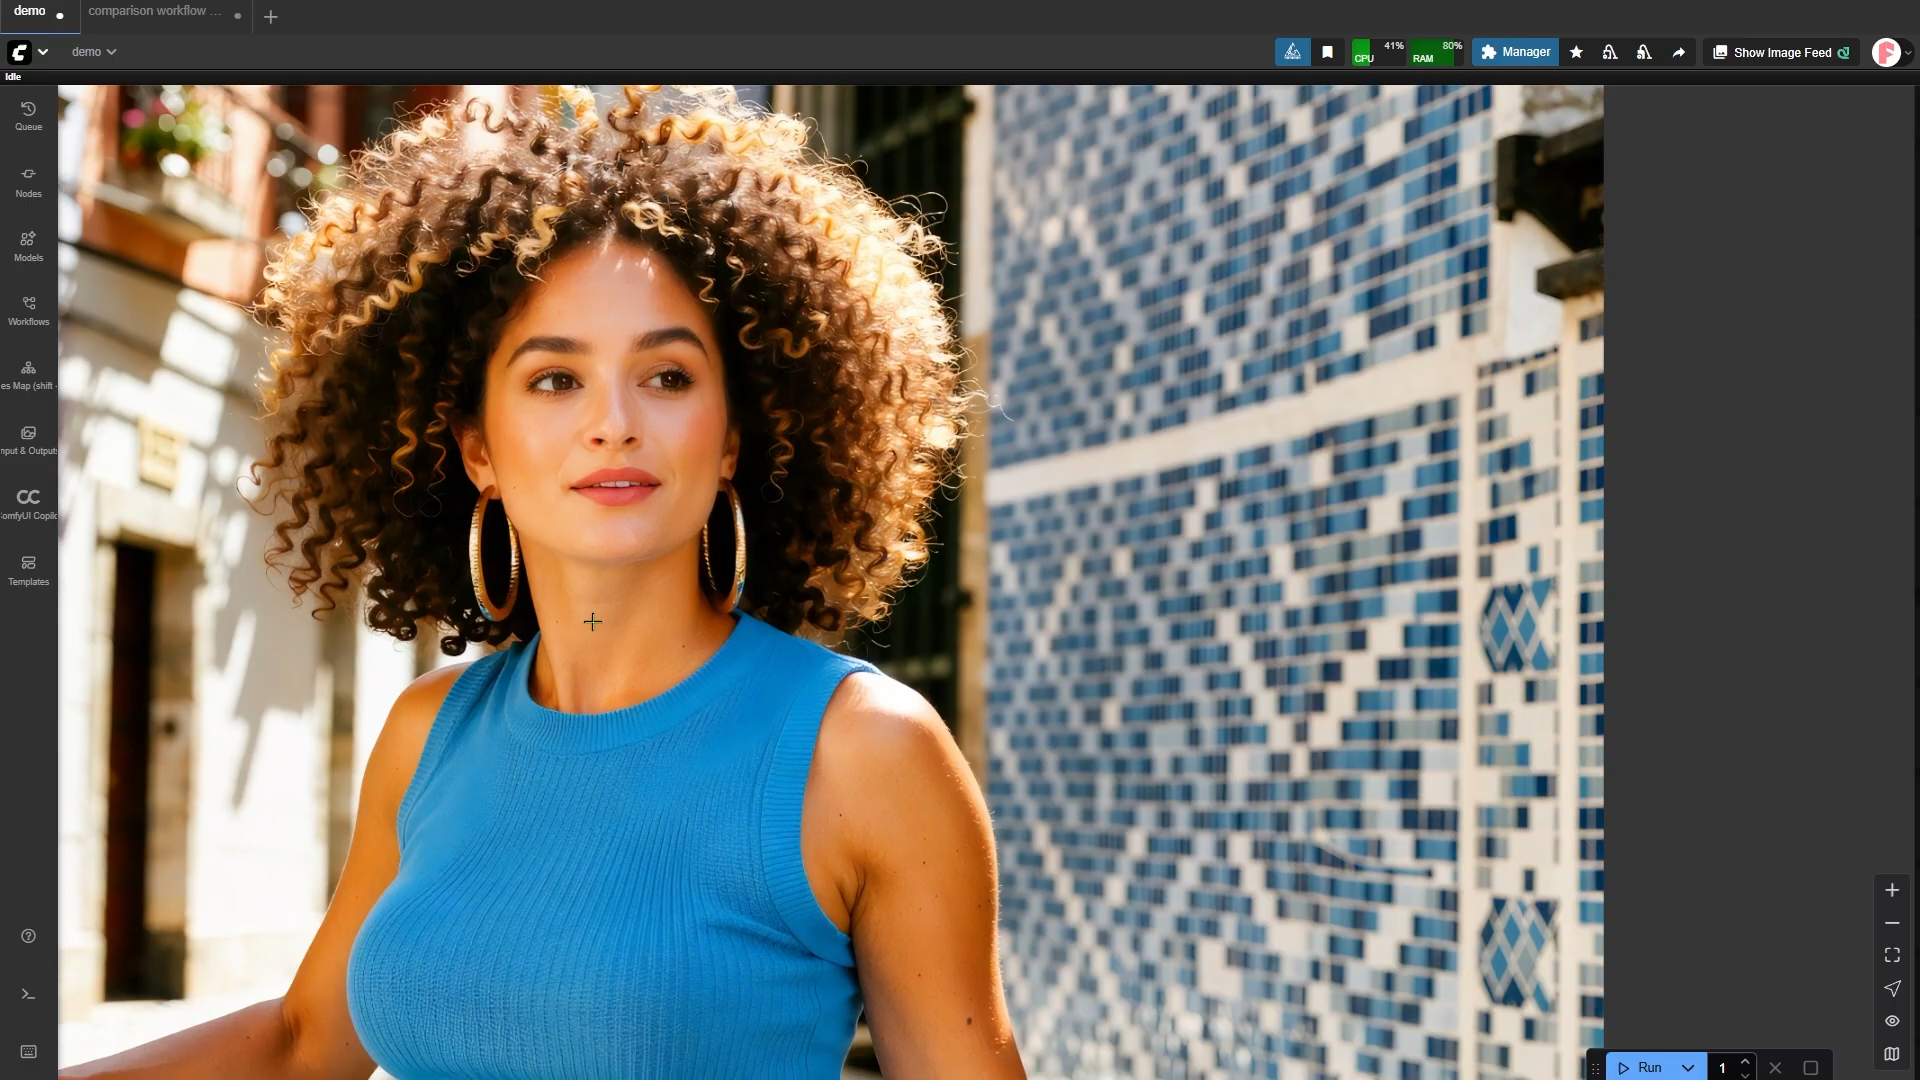 demo
comparison workflow ...
demo
41%
CPU
80%
RAM
Manager
Show Image Feed
Idle
Queue
Nodes
Models
Workflows
es Map (shift
nput & Output
CC
omfyUI Copilo
Templates
Run
1